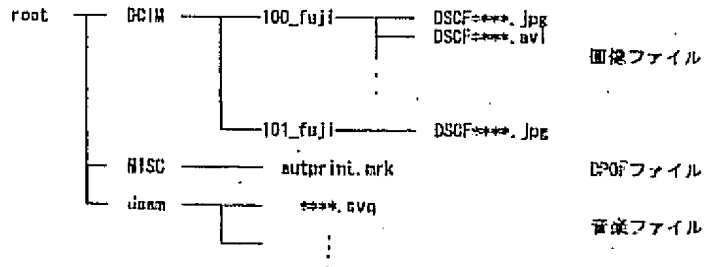 root DCIM 100_fuji DSCF****.jpg
DSCF****.avi
画像ファイル
101_fuji DSCF****.jpg
MISC autprint.mrk DPOFファイル
****.svq
音楽ファイル